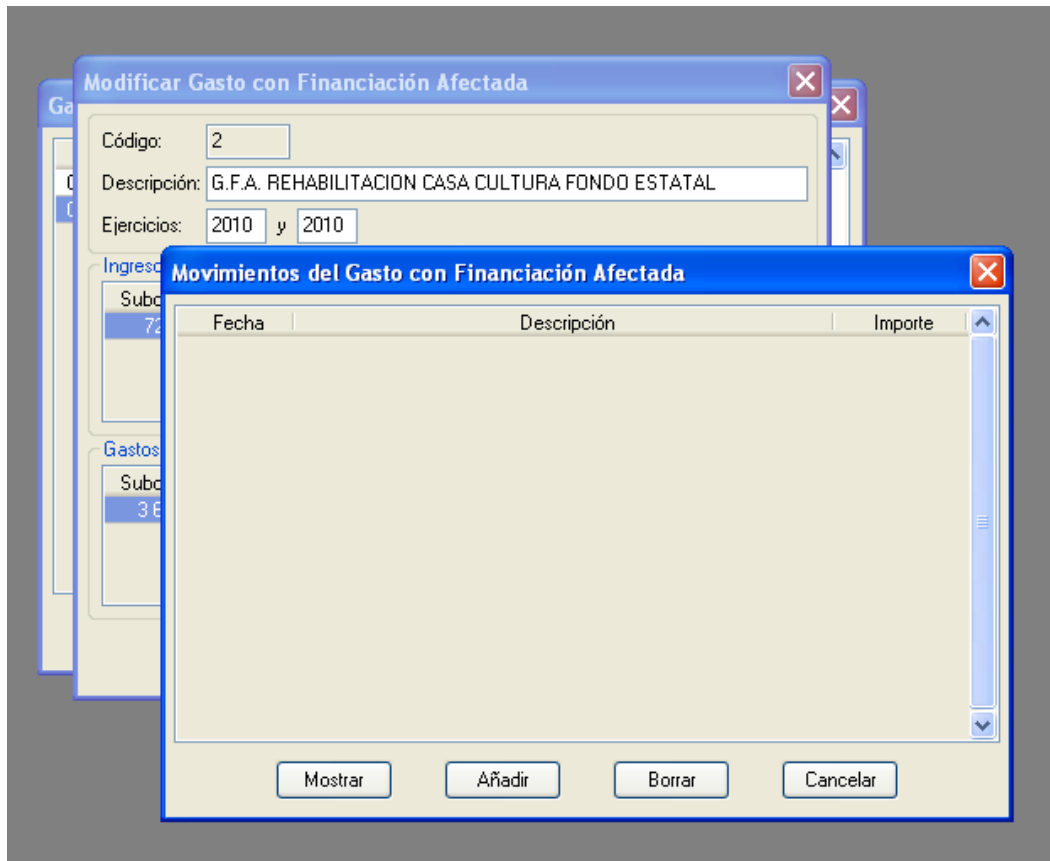 Modificar Gasto con Financiación Afectada
Código: 2
Descripción: G.F.A. REHABILITACION CASA CULTURA FONDO ESTATAL
Ejercicios: 2010 y 2010
Movimientos del Gasto con Financiación Afectada
Fecha Descripción Importe
Gastos
Mostrar Añadir Borrar Cancelar